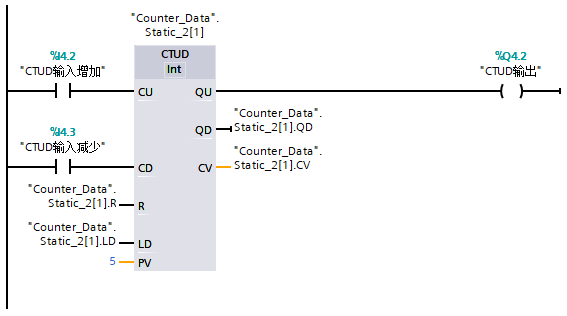 "Counter_Data".
Static_2[1]
%I4.2
"CTUD输入增加"
CTUD
Int
%Q4.2
"CTUD输出"
CU
QU
"Counter_Data".
Static_2[1].QD
QD
%I4.3
"CTUD输入减少"
"Counter_Data".
Static_2[1].CV
CD
CV
"Counter_Data".
Static_2[1].R
R
"Counter_Data".
Static_2[1].LD
LD
5
PV